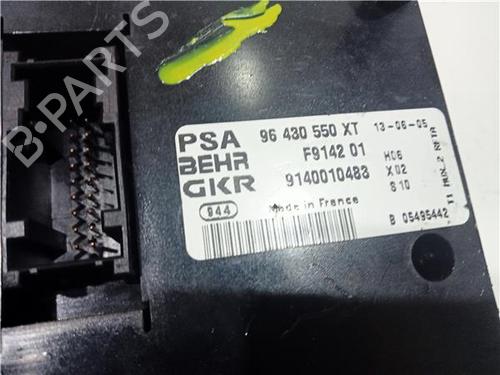 B-PARTS
PSA 96 430 550 XT 13-06-05
BEHR F9142 01 H06
GKR 9140010483 X02
S10
944 Made in France
B 05495442